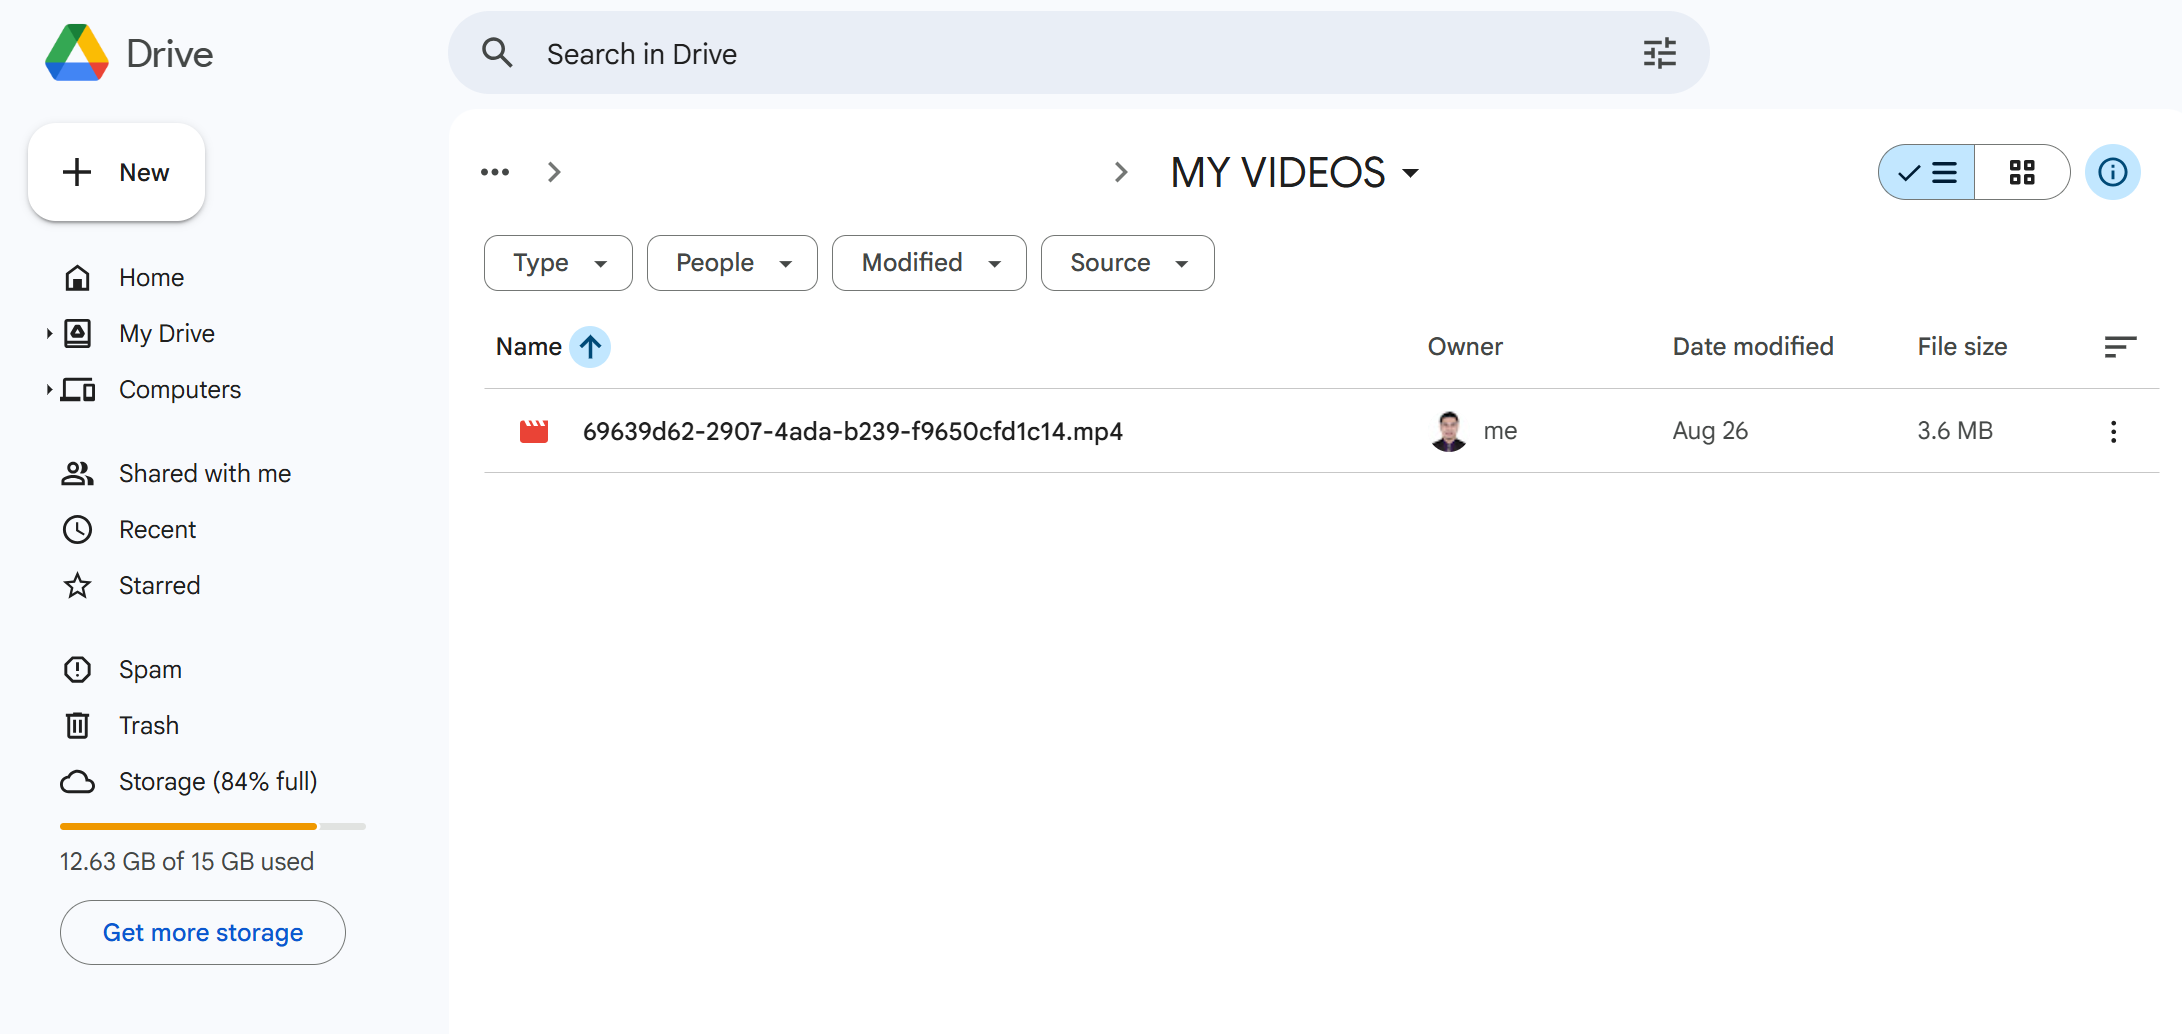 Drive
Search in Drive
New
MY VIDEOS
Type
People
Modified
Source
Home
My Drive
Computers
Shared with me
Recent
Starred
Spam
Trash
Storage (84% full)
12.63 GB of 15 GB used
Get more storage
Name
Owner
Date modified
File size
69639d62-2907-4ada-b239-f9650cfd1c14.mp4
me
Aug 26
3.6 MB